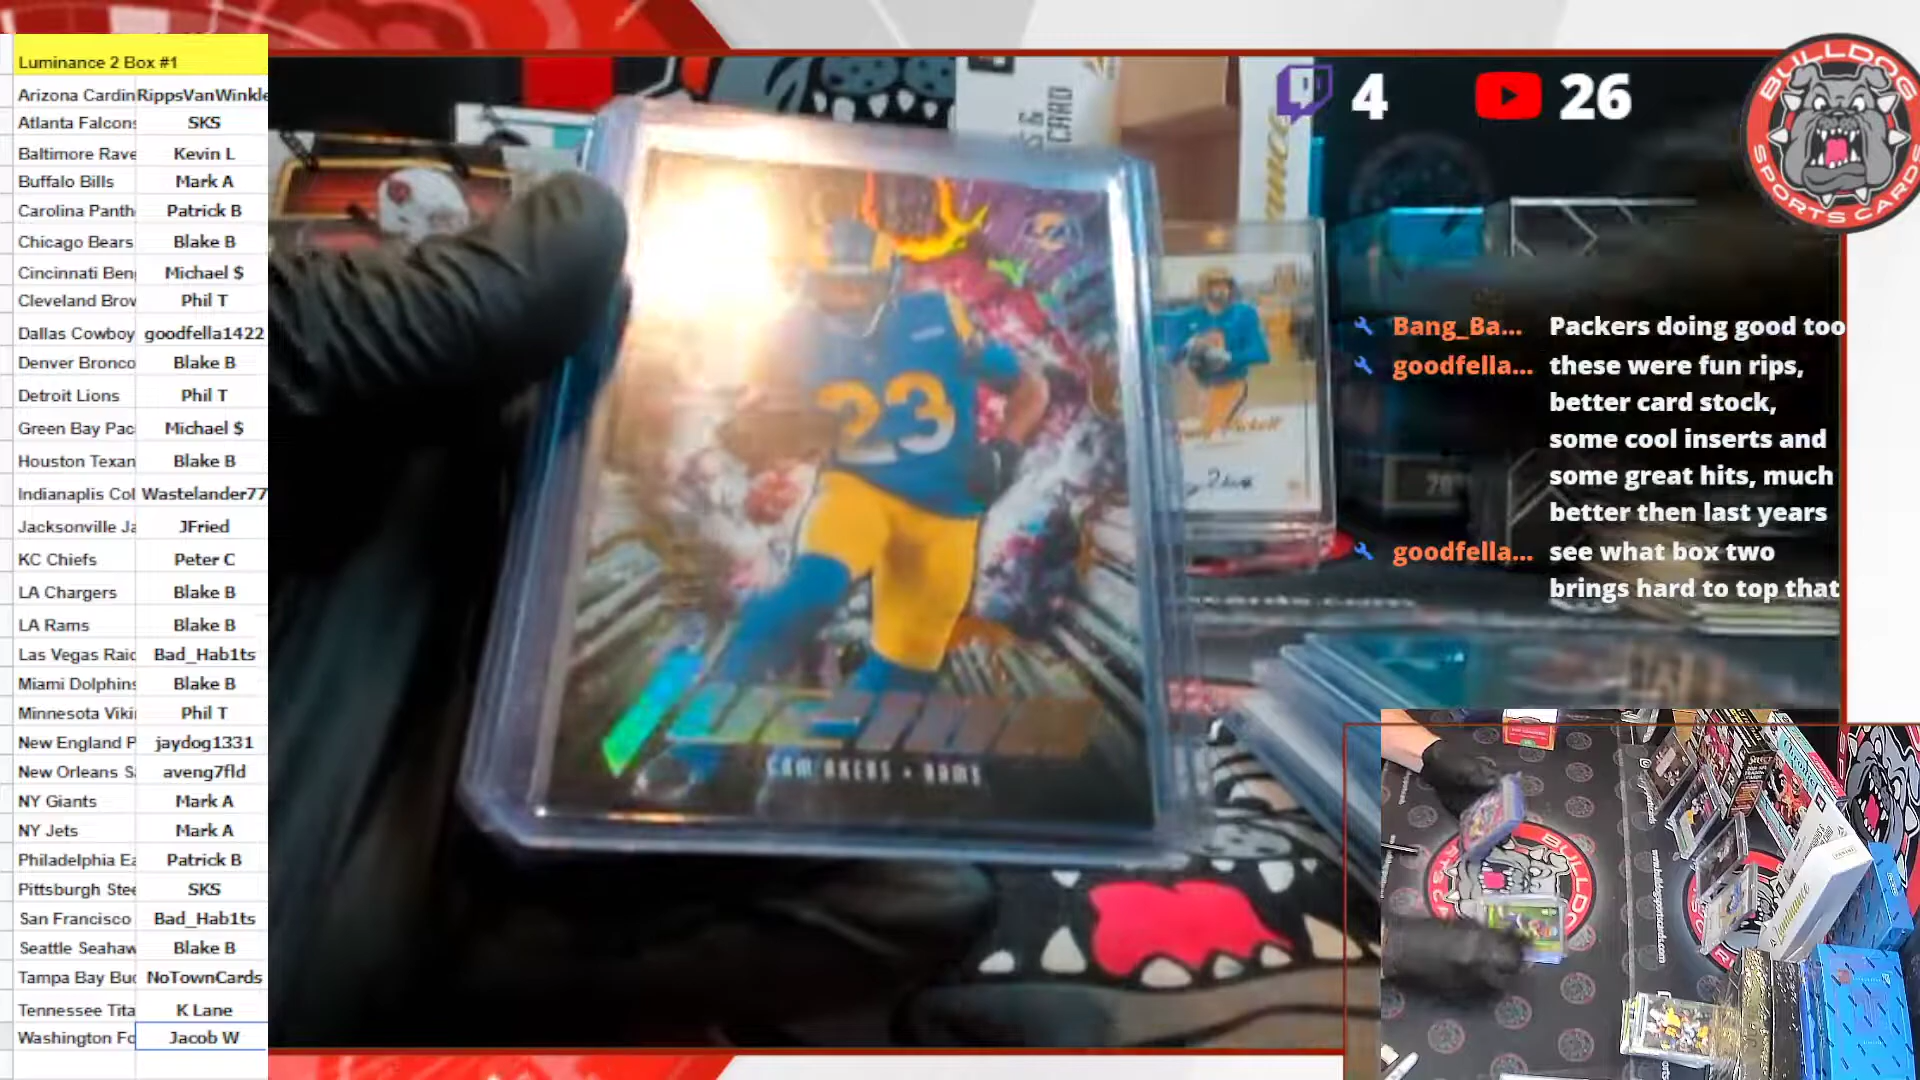 Luminance 2 Box #1
Arizona Cardin RippsVanWinkle
Atlanta Falcons SKS
Baltimore Rave Kevin L
Buffalo Bills Mark A
Carolina Panth Patrick B
Chicago Bears Blake B
Cincinnati Ben Michael $
Cleveland Brow Phil T
Dallas Cowboy goodfella1422
Denver Bronco Blake B
Detroit Lions Phil T
Green Bay Pac Michael $
Houston Texan Blake B
Indianaplis Col Wastelander77
Jacksonville Ja JFried
KC Chiefs Peter C
LA Chargers Blake B
LA Rams Blake B
Las Vegas Raid Bad_Hab1ts
Miami Dolphins Blake B
Minnesota Viki Phil T
New England P jaydog1331
New Orleans S aveng7fld
NY Giants Mark A
NY Jets Mark A
Philadelphia Ea Patrick B
Pittsburgh Stee SKS
San Francisco Bad_Hab1ts
Seattle Seahaw Blake B
Tampa Bay Buc NoTownCards
Tennessee Tita K Lane
Washington Fo Jacob W
4
26
BULLDOG
SPORTS CARDS
Bang_Ba... Packers doing good too
goodfella... these were fun rips,
better card stock,
some cool inserts and
some great hits, much
better then last years
goodfella... see what box two
brings hard to top that
23
CAM AKERS • RAMS
CARD
BULLDOG
Luminance